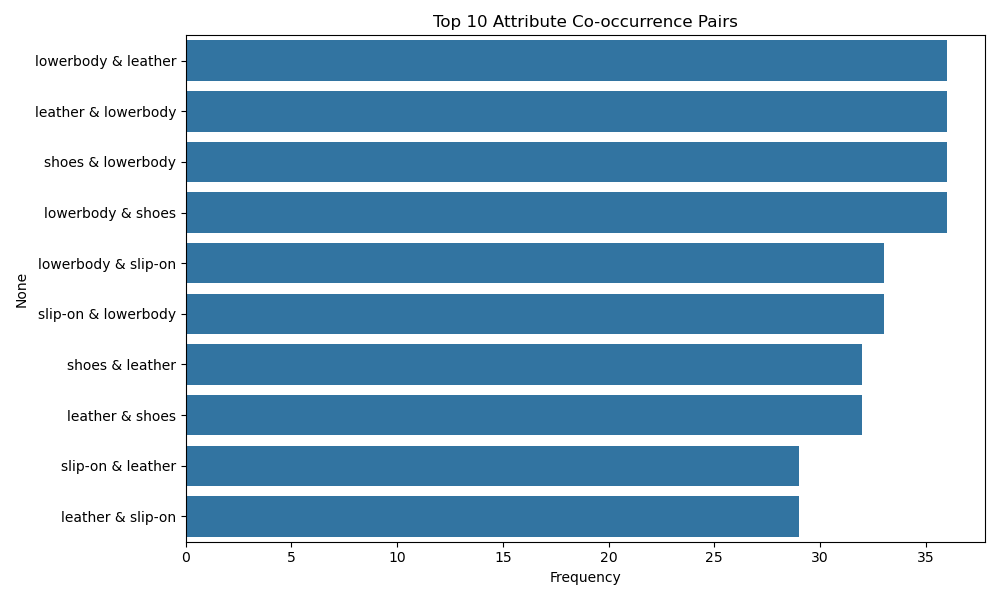 Top 10 Attribute Co-occurrence Pairs
lowerbody & leather
leather & lowerbody
shoes & lowerbody
lowerbody & shoes
lowerbody & slip-on
slip-on & lowerbody
shoes & leather
leather & shoes
slip-on & leather
leather & slip-on
None
0 5 10 15 20 25 30 35
Frequency